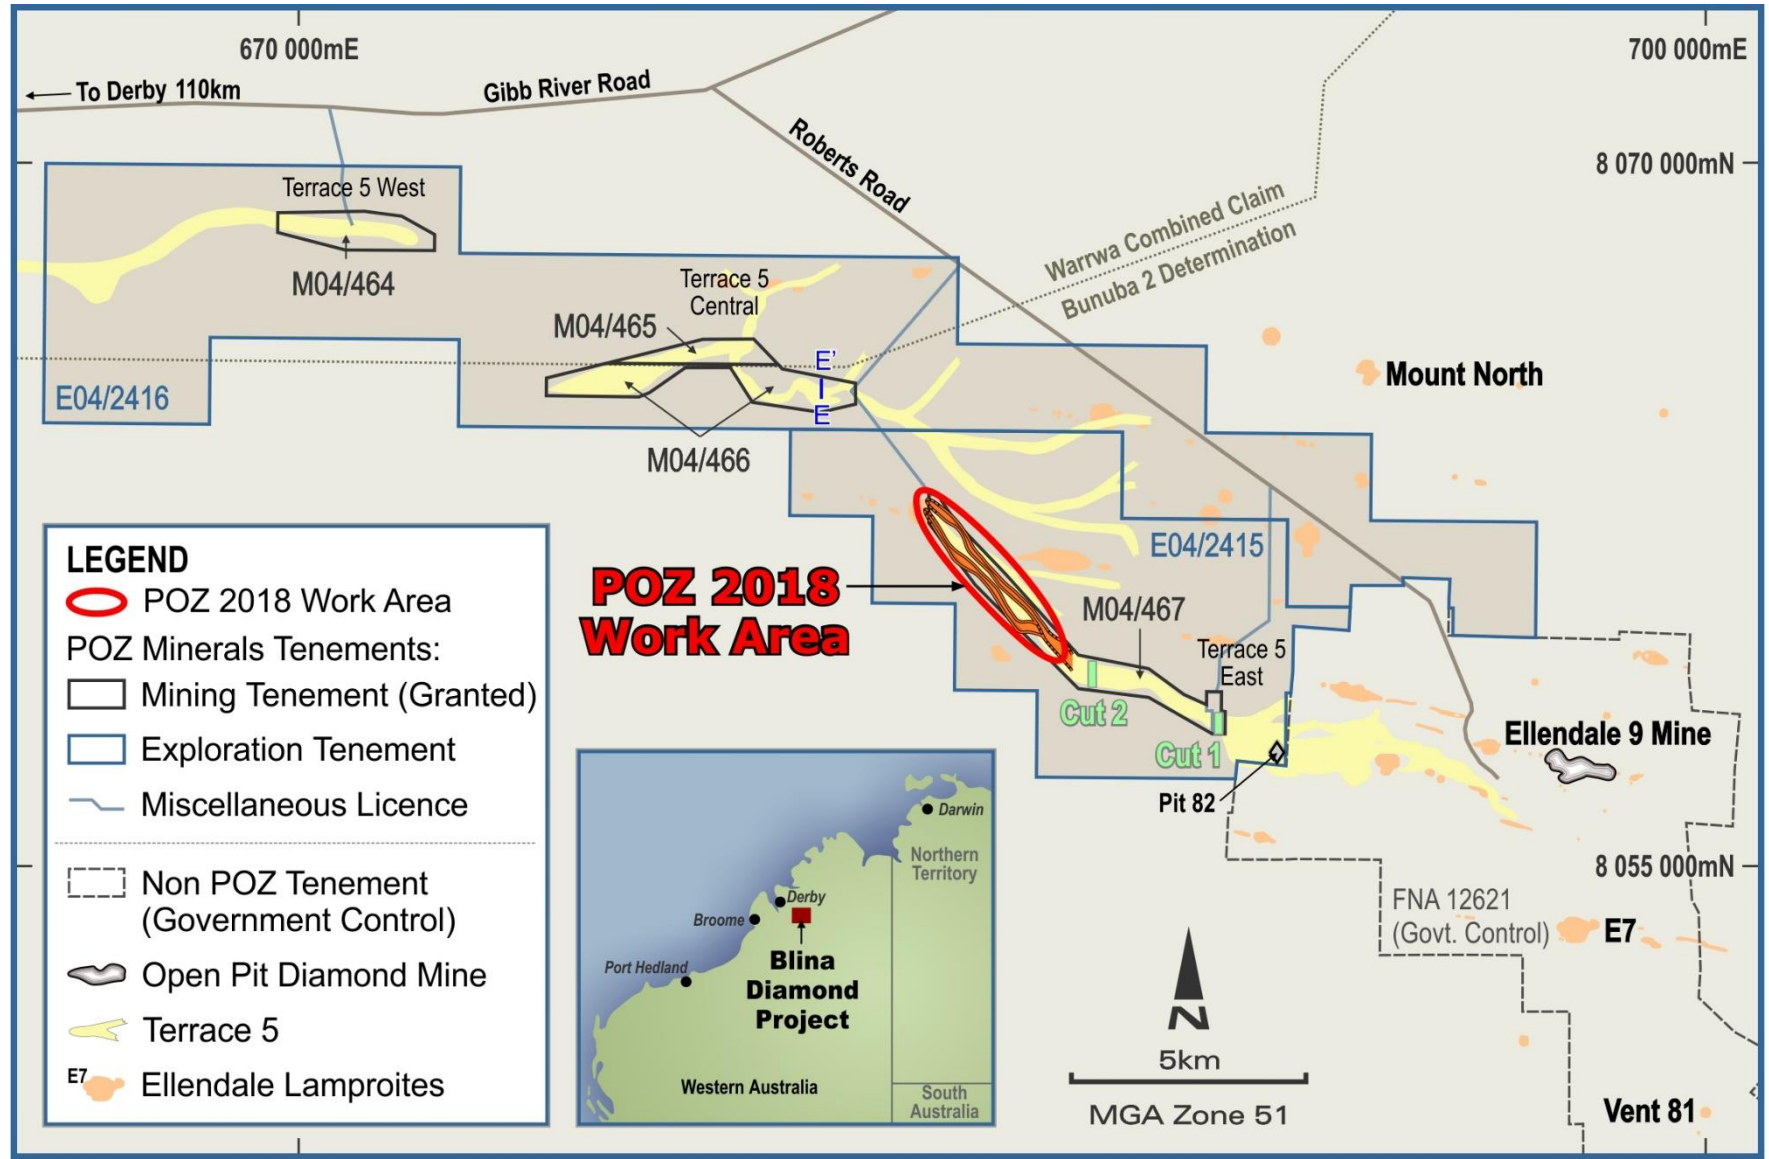 670 000mE
700 000mE
To Derby 110km
Gibb River Road
Roberts Road
8 070 000mN
Terrace 5 West
M04/464
Warrwa Combined Claim
Bunuba 2 Determination
Terrace 5
Central
M04/465
E'
E
Mount North
E04/2416
M04/466
E04/2415
POZ 2018
Work Area
M04/467
Terrace 5
East
Cut 2
Cut 1
Ellendale 9 Mine
Pit 82
8 055 000mN
FNA 12621
(Govt. Control)
E7
Vent 81
LEGEND
POZ 2018 Work Area
POZ Minerals Tenements:
Mining Tenement (Granted)
Exploration Tenement
Miscellaneous Licence
Non POZ Tenement
(Government Control)
Open Pit Diamond Mine
Terrace 5
E7
Ellendale Lamproites
Darwin
Northern
Territory
Derby
Broome
Port Hedland
Blina
Diamond
Project
Western Australia
South
Australia
N
5km
MGA Zone 51